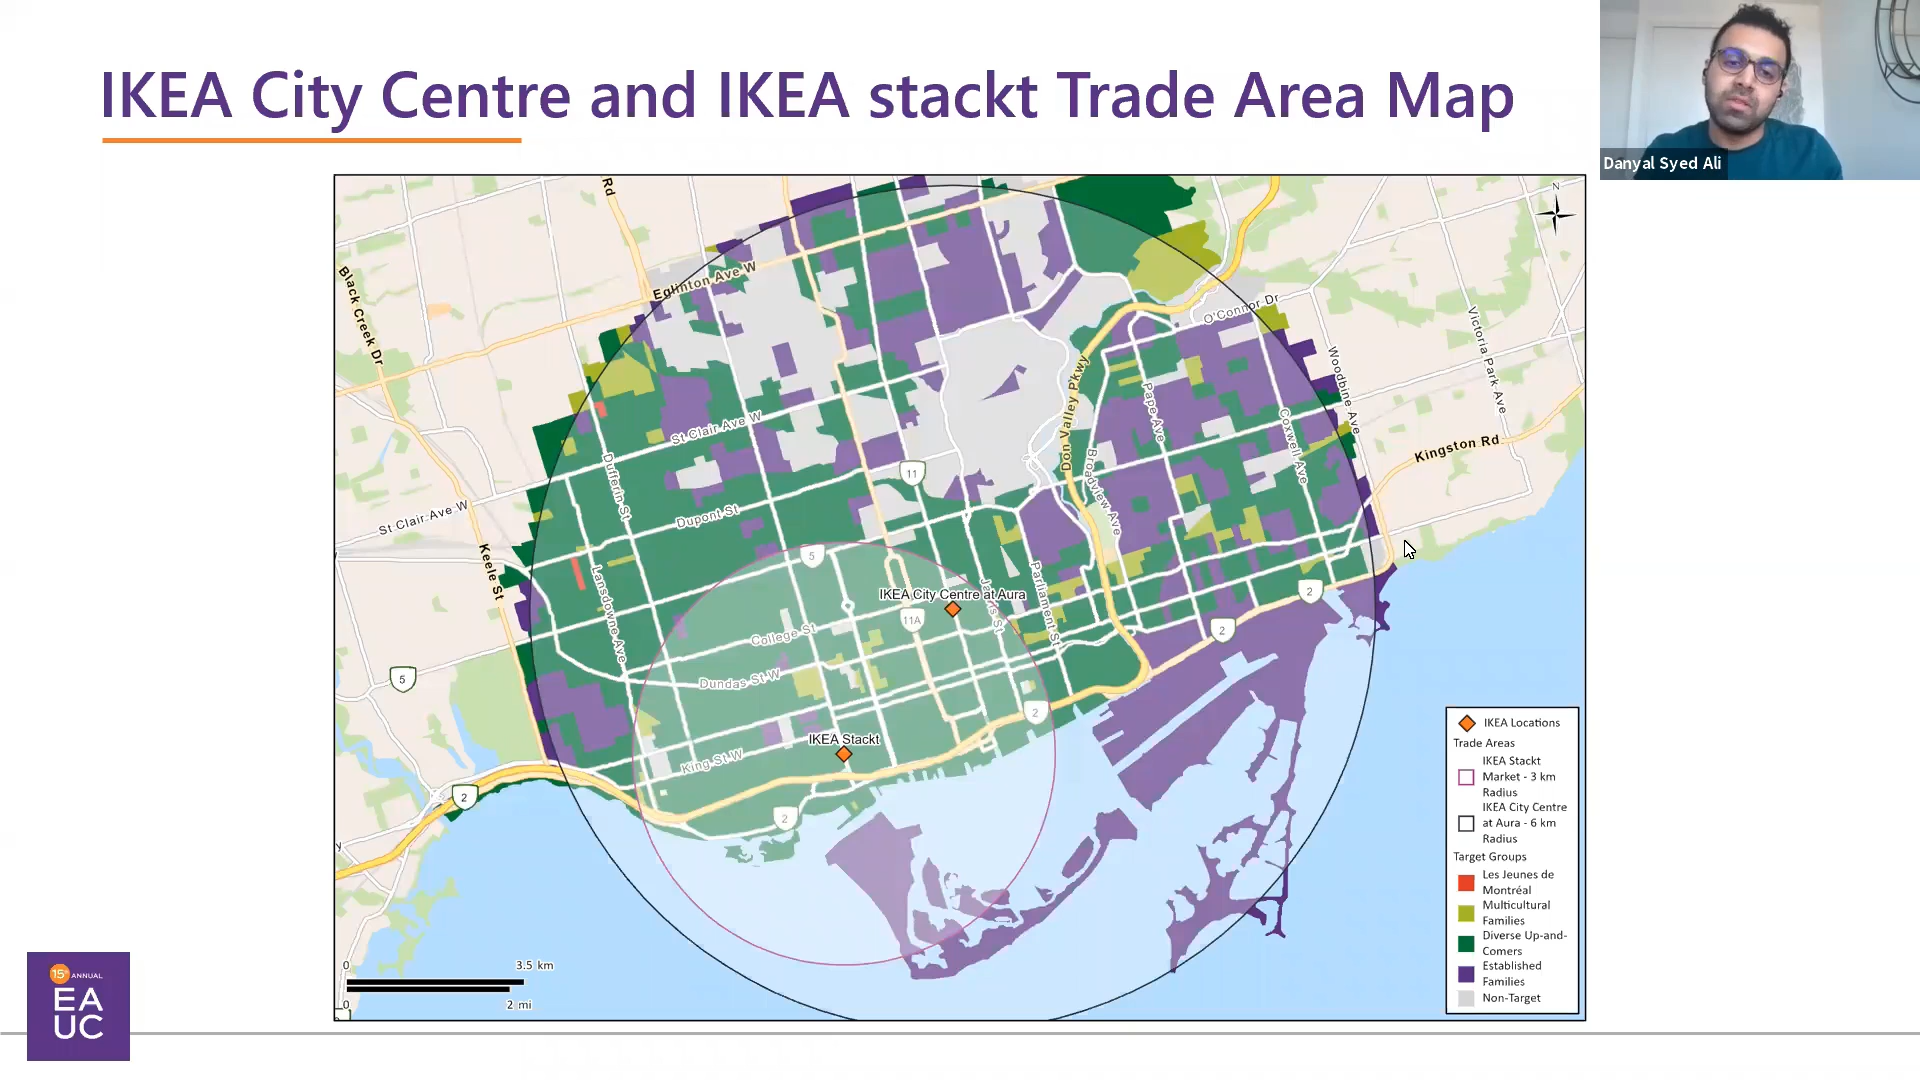 IKEA City Centre and IKEA stackt Trade Area Map
Danyal Syed Ali
N
Rd
Black Creek Dr
Eglinton Ave W
O'Connor Dr
Victoria Park Ave
Woodbine Ave
Don Valley Pkwy
Pape Ave
Coxwell Ave
Kingston Rd
St Clair Ave W
Dufferin St
11
Broadview Ave
St Clair Ave W
Dupont St
Keele St
5
Lansdowne Ave
IKEA City Centre at Aura
Jarvis St
Parliament St
2
11A
College St
2
5
Dundas St W
2
IKEA Stackt
King St W
2
2
y
IKEA Locations
Trade Areas
IKEA Stackt
Market - 3 km
Radius
IKEA City Centre
at Aura - 6 km
Radius
Target Groups
Les Jeunes de
Montréal
Multicultural
Families
Diverse Up-and-
Comers
Established
Families
Non-Target
0
3.5 km
0
2 mi
15th ANNUAL
EA
UC